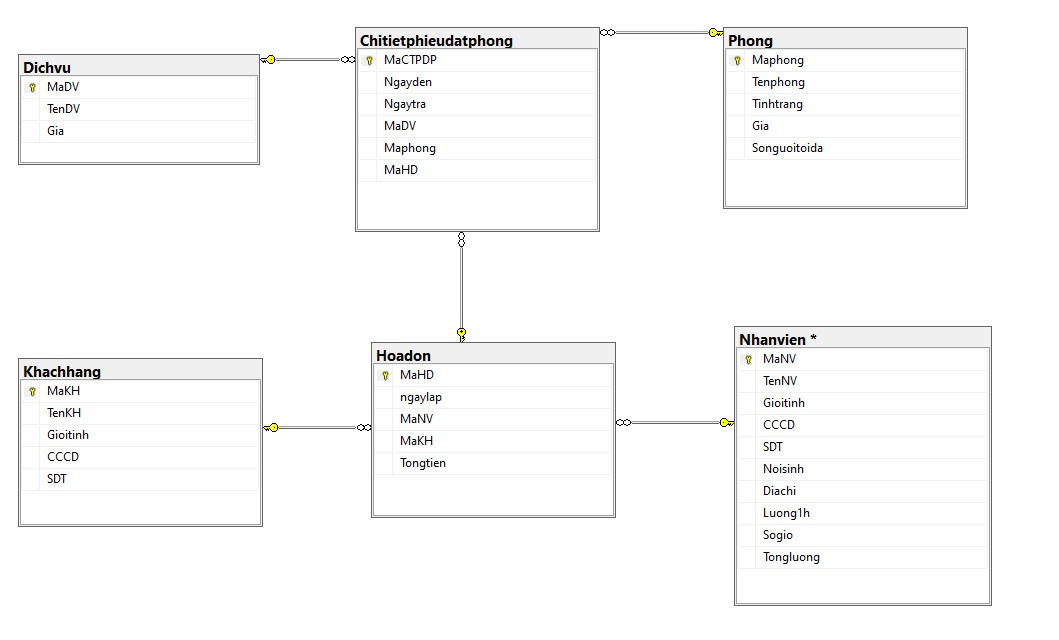 Dichvu
MaDV
TenDV
Gia
Chitietphieudatphong
MaCTPDP
Ngayden
Ngaytra
MaDV
Maphong
MaHD
Phong
Maphong
Tenphong
Tinhtrang
Gia
Songuoitoida
Khachhang
MaKH
TenKH
Gioitinh
CCCD
SDT
Hoadon
MaHD
ngaylap
MaNV
MaKH
Tongtien
Nhanvien *
MaNV
TenNV
Gioitinh
CCCD
SDT
Noisinh
Diachi
Luong1h
Sogio
Tongluong